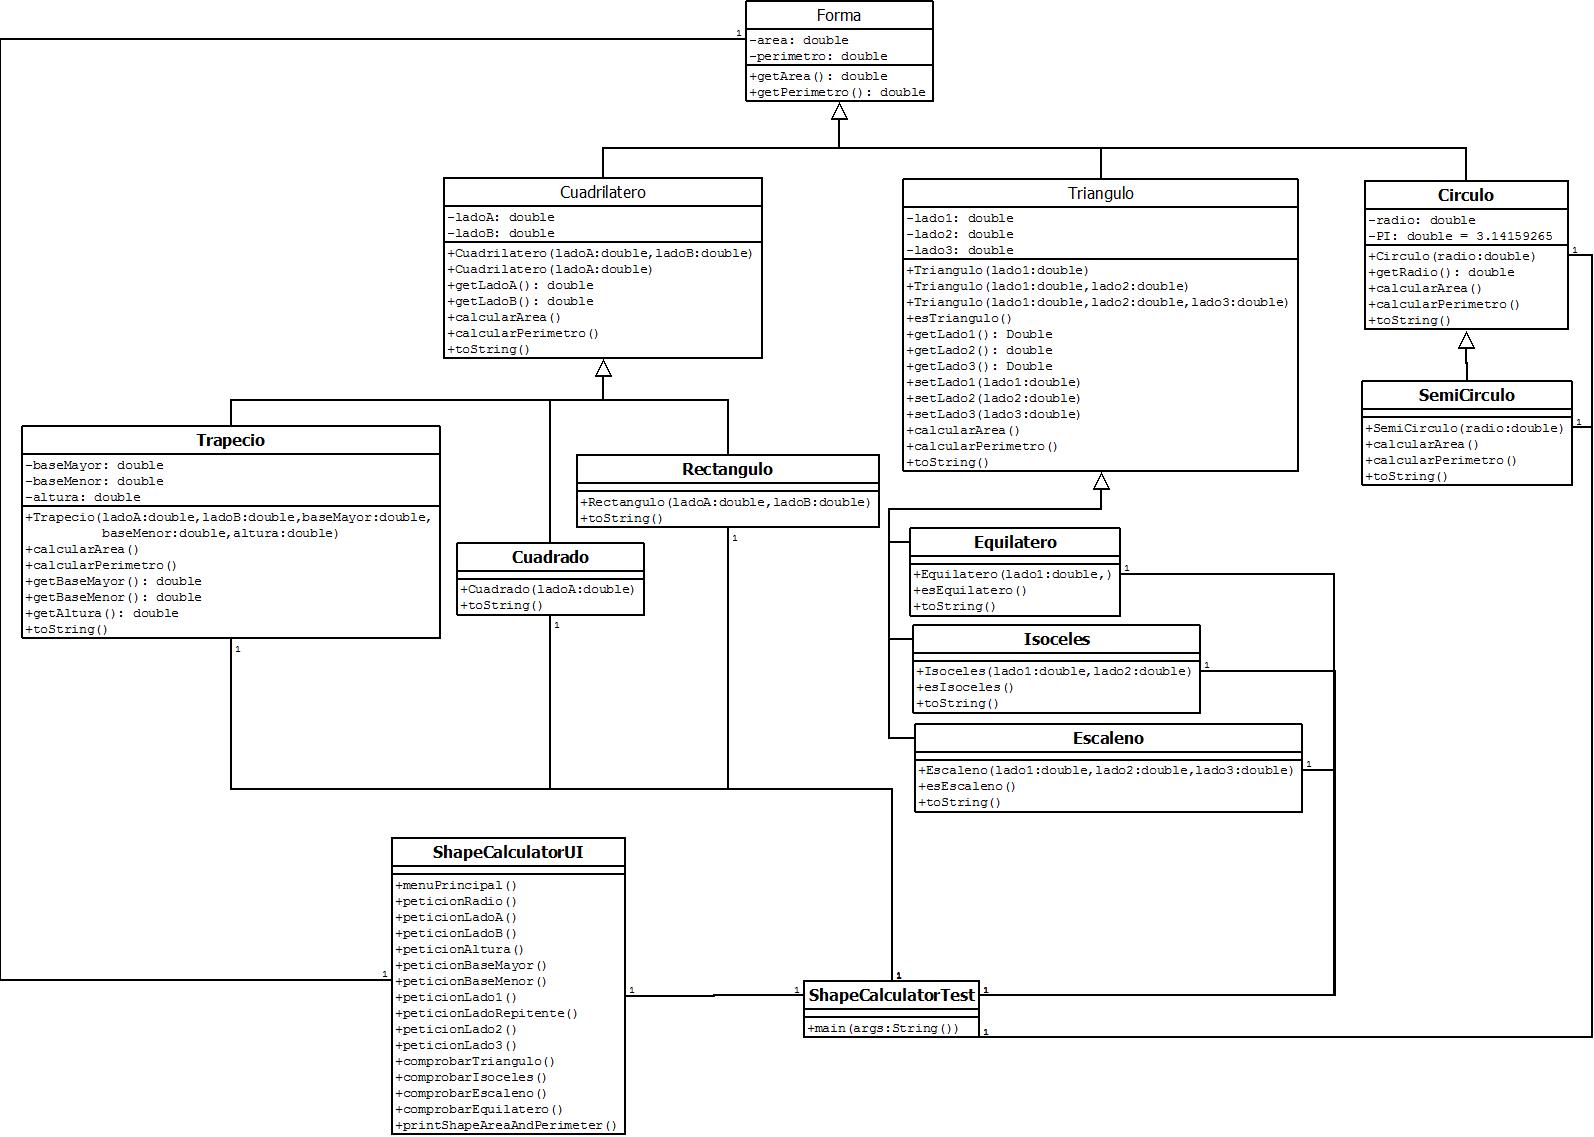 Forma
-area: double
-perimetro: double
+getArea(): double
+getPerimetro(): double
1
Cuadrilatero
-ladoA: double
-ladoB: double
+Cuadrilatero(ladoA:double,ladoB:double)
+Cuadrilatero(ladoA:double)
+getLadoA(): double
+getLadoB(): double
+calcularArea()
+calcularPerimetro()
+toString()
Triangulo
-lado1: double
-lado2: double
-lado3: double
+Triangulo(lado1:double)
+Triangulo(lado1:double,lado2:double)
+Triangulo(lado1:double,lado2:double,lado3:double)
+esTriangulo()
+getLado1(): Double
+getLado2(): double
+getLado3(): Double
+setLado1(lado1:double)
+setLado2(lado2:double)
+setLado3(lado3:double)
+calcularArea()
+calcularPerimetro()
+toString()
Circulo
-radio: double
-PI: double = 3.14159265
+Circulo(radio:double)
+getRadio(): double
+calcularArea()
+calcularPerimetro()
+toString()
1
SemiCirculo
+SemiCirculo(radio:double)
+calcularArea()
+calcularPerimetro()
+toString()
1
Trapecio
-baseMayor: double
-baseMenor: double
-altura: double
+Trapecio(ladoA:double,ladoB:double,baseMayor:double,
baseMenor:double,altura:double)
+calcularArea()
+calcularPerimetro()
+getBaseMayor(): double
+getBaseMenor(): double
+getAltura(): double
+toString()
1
Cuadrado
+Cuadrado(ladoA:double)
+toString()
1
Rectangulo
+Rectangulo(ladoA:double,ladoB:double)
+toString()
1
Equilatero
+Equilatero(lado1:double,)
+esEquilatero()
+toString()
1
Isoceles
+Isoceles(lado1:double,lado2:double)
+esIsoceles()
+toString()
1
Escaleno
+Escaleno(lado1:double,lado2:double,lado3:double)
+esEscaleno()
+toString()
1
ShapeCalculatorUI
+menuPrincipal()
+peticionRadio()
+peticionLadoA()
+peticionLadoB()
+peticionAltura()
+peticionBaseMayor()
+peticionBaseMenor()
+peticionLado1()
+peticionLadoRepitente()
+peticionLado2()
+peticionLado3()
+comprobarTriangulo()
+comprobarIsoceles()
+comprobarEscaleno()
+comprobarEquilatero()
+printShapeAreaAndPerimeter()
1
1
1
1
ShapeCalculatorTest
+main(args:String())
1
1